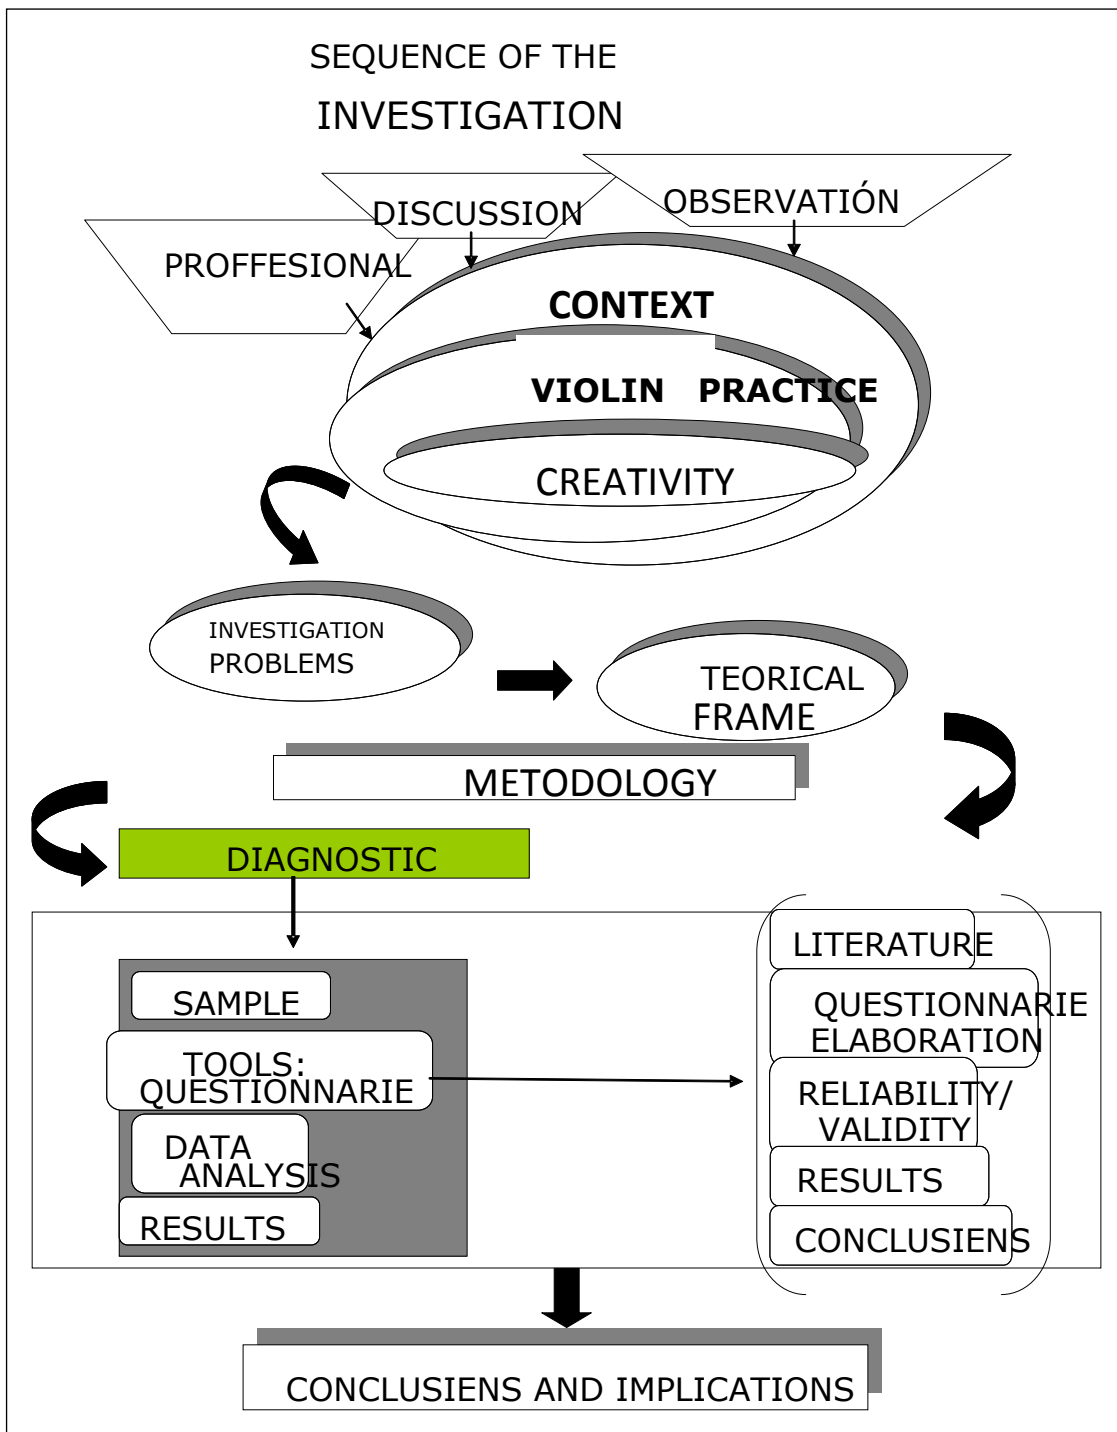 SEQUENCE OF THE
INVESTIGATION
PROFFESIONAL
DISCUSSION
OBSERVATIÓN
CONTEXT
VIOLIN PRACTICE
CREATIVITY
INVESTIGATION
PROBLEMS
TEORICAL
FRAME
METODOLOGY
DIAGNOSTIC
SAMPLE
TOOLS:
QUESTIONNARIE
DATA
ANALYSIS
RESULTS
LITERATURE
QUESTIONNARIE
ELABORATION
RELIABILITY/
VALIDITY
RESULTS
CONCLUSIENS
CONCLUSIENS AND IMPLICATIONS